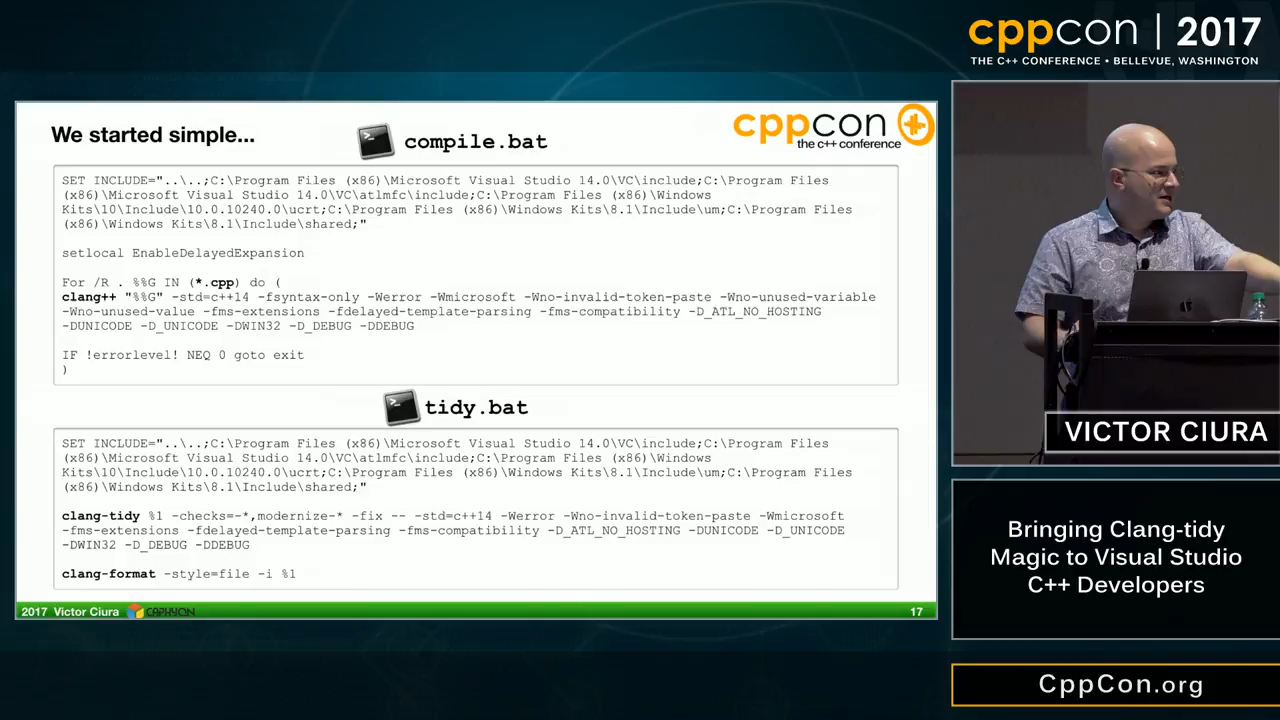 cppcon | 2017
THE C++ CONFERENCE • BELLEVUE, WASHINGTON
We started simple...
compile.bat
cppcon
the c++ conference
SET INCLUDE="..\..;C:\Program Files (x86)\Microsoft Visual Studio 14.0\VC\include;C:\Program Files
(x86)\Microsoft Visual Studio 14.0\VC\atlmfc\include;C:\Program Files (x86)\Windows
Kits\10\Include\10.0.10240.0\ucrt;C:\Program Files (x86)\Windows Kits\8.1\Include\um;C:\Program Files
(x86)\Windows Kits\8.1\Include\shared;"
setlocal EnableDelayedExpansion
For /R . %%G IN (*.cpp) do (
clang++ "%%G" -std=c++14 -fsyntax-only -Werror -Wmicrosoft -Wno-invalid-token-paste -Wno-unused-variable
-Wno-unused-value -fms-extensions -fdelayed-template-parsing -fms-compatibility -D_ATL_NO_HOSTING
-DUNICODE -D_UNICODE -DWIN32 -D_DEBUG -DDEBUG
IF !errorlevel! NEQ 0 goto exit
)
tidy.bat
SET INCLUDE="..\..;C:\Program Files (x86)\Microsoft Visual Studio 14.0\VC\include;C:\Program Files
(x86)\Microsoft Visual Studio 14.0\VC\atlmfc\include;C:\Program Files (x86)\Windows
Kits\10\Include\10.0.10240.0\ucrt;C:\Program Files (x86)\Windows Kits\8.1\Include\um;C:\Program Files
(x86)\Windows Kits\8.1\Include\shared;"
clang-tidy %1 -checks=-*,modernize-* -fix -- -std=c++14 -Werror -Wno-invalid-token-paste -Wmicrosoft
-fms-extensions -fdelayed-template-parsing -fms-compatibility -D_ATL_NO_HOSTING -DUNICODE -D_UNICODE
-DWIN32 -D_DEBUG -DDEBUG
clang-format -style=file -i %1
2017 Victor Ciura CAPHYON 17
VICTOR CIURA
Bringing Clang-tidy
Magic to Visual Studio
C++ Developers
CppCon.org